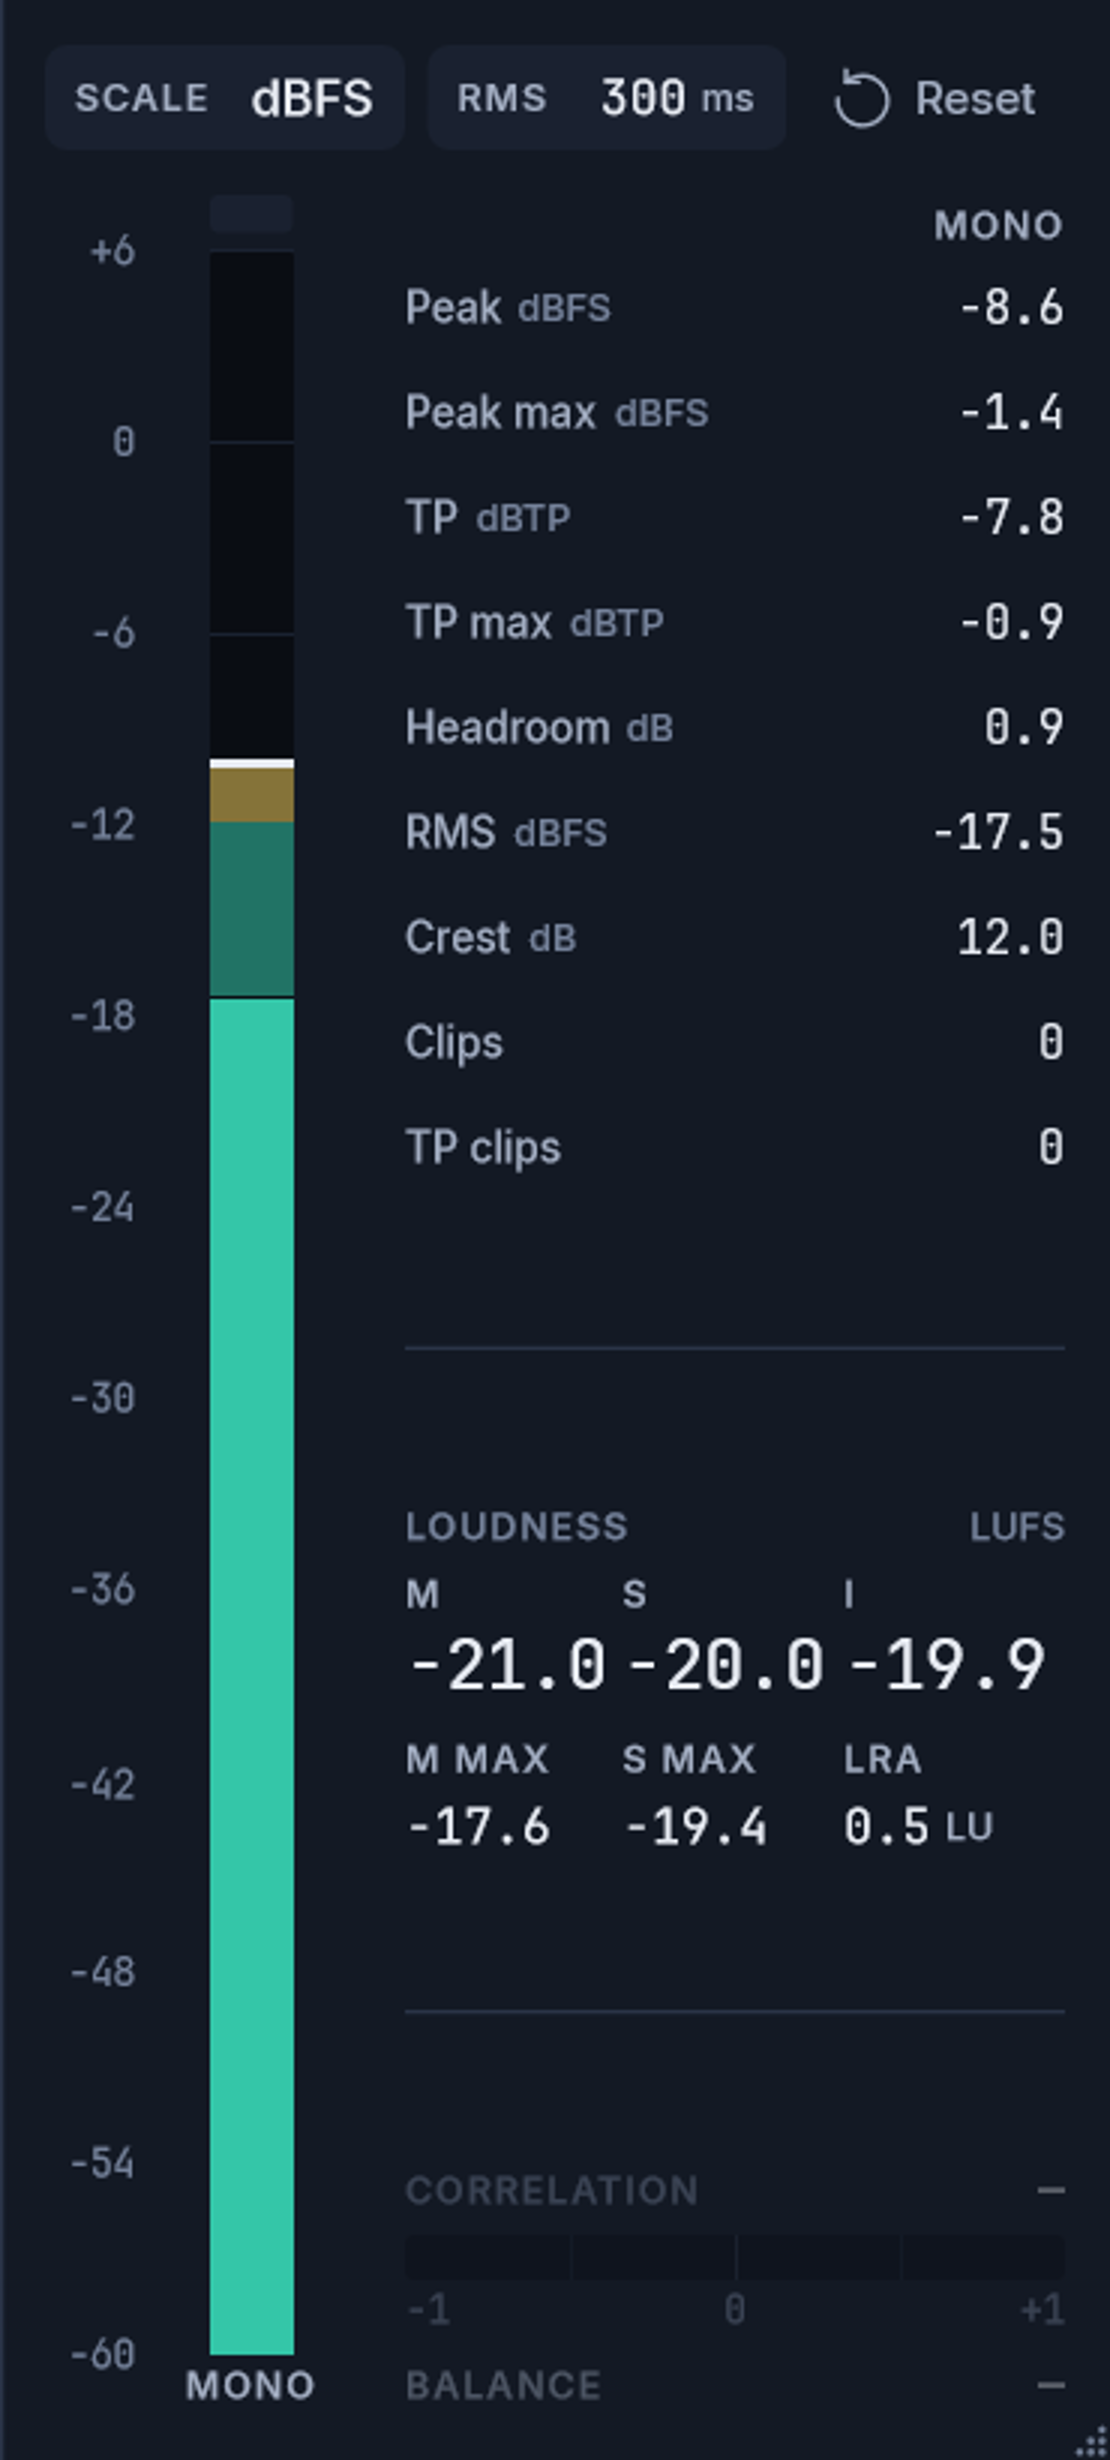 SCALE dBFS RMS 300 ms Reset
MONO
+6
Peak dBFS -8.6
Peak max dBFS -1.4
0
TP dBTP -7.8
TP max dBTP -0.9
-6
Headroom dB 0.9
-12
RMS dBFS -17.5
Crest dB 12.0
-18
Clips 0
TP clips 0
-24
-30
LOUDNESS LUFS
-36
M S I
-21.0 -20.0 -19.9
M MAX S MAX LRA
-42
-17.6 -19.4 0.5 LU
-48
-54
CORRELATION –
-1 0 +1
-60
MONO BALANCE –